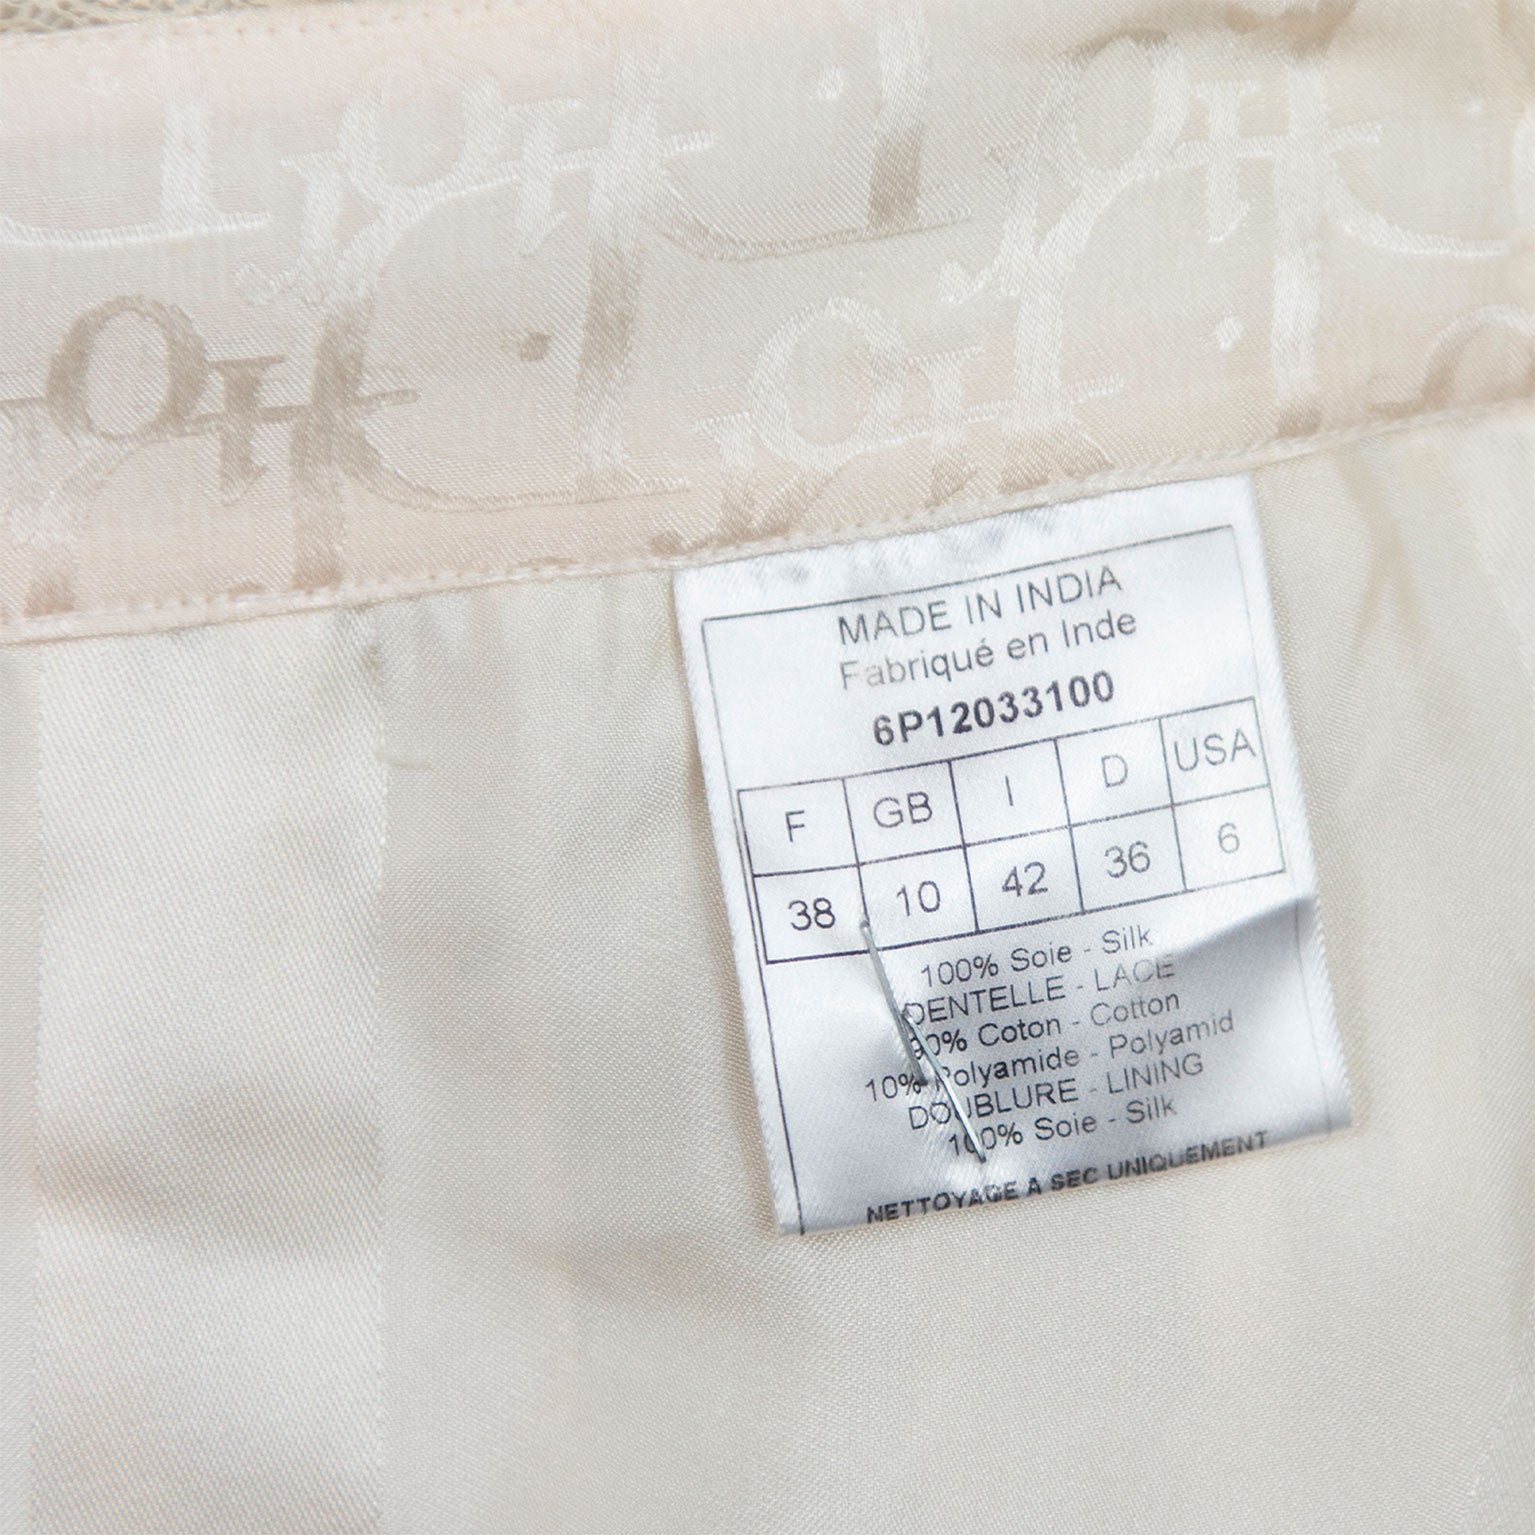 MADE IN INDIA
Fabriqué en Inde
6P12033100
F GB I D USA
38 10 42 36 6
100% Soie - Silk
DENTELLE - LACE
90% Coton - Cotton
10% Polyamide - Polyamid
DOUBLURE - LINING
100% Soie - Silk
NETTOYAGE A SEC UNIQUEMENT